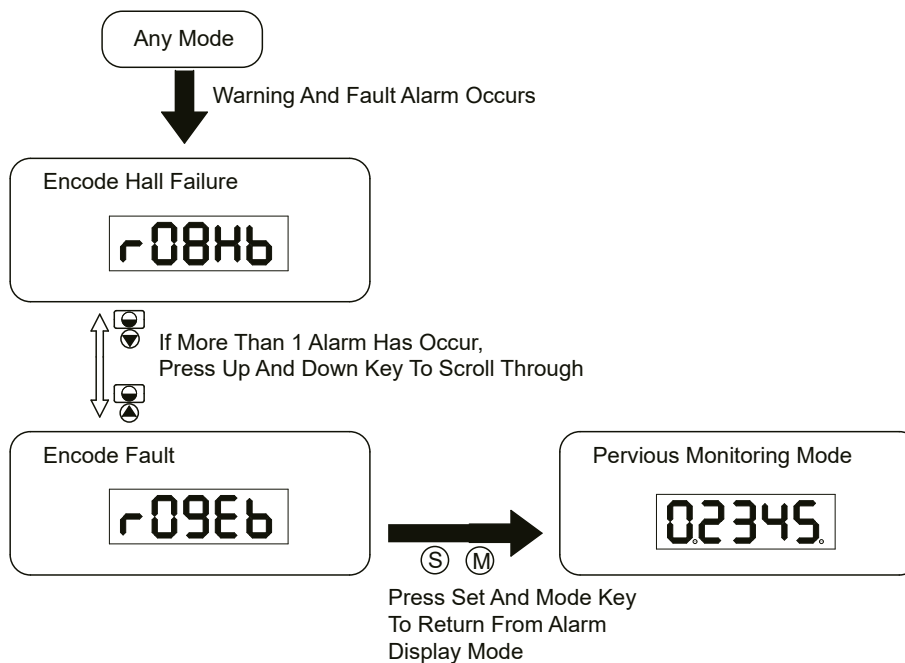 Any Mode
Warning And Fault Alarm Occurs
Encode Hall Failure
r08Hb
If More Than 1 Alarm Has Occur,
Press Up And Down Key To Scroll Through
Encode Fault
r09Eb
Pervious Monitoring Mode
0.2345.
S M
Press Set And Mode Key
To Return From Alarm
Display Mode